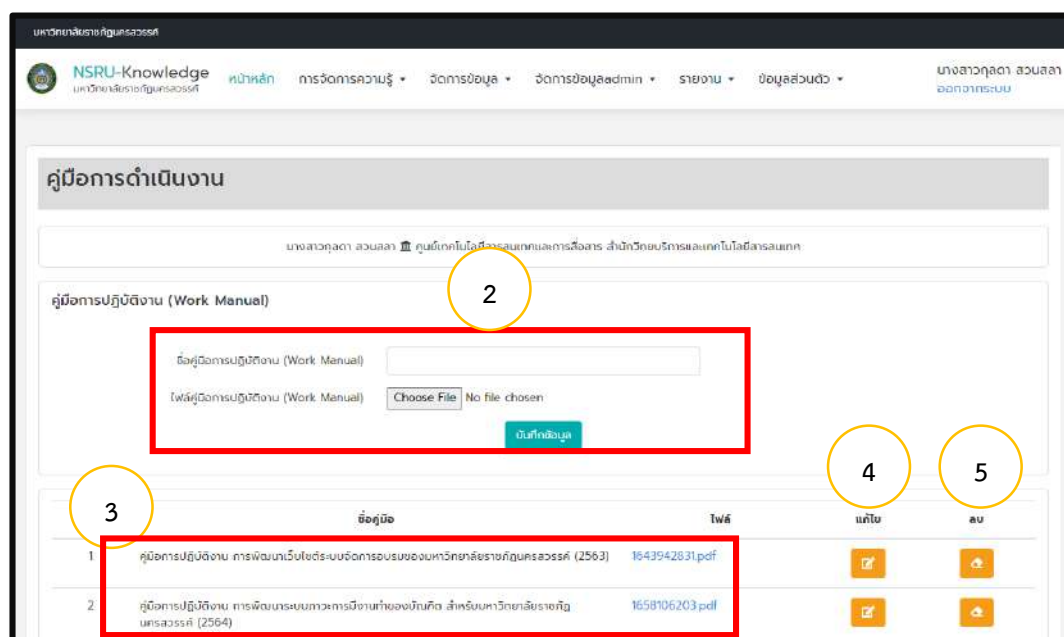 มหาวิทยาลัยราชภัฏนครสวรรค์
NSRU-Knowledge
มหาวิทยาลัยราชภัฏนครสวรรค์
หน้าหลัก การจัดการความรู้ จัดการข้อมูล จัดการข้อมูลadmin รายงาน ข้อมูลส่วนตัว
นางสาวกุลดา สวนสลา
ออกจากระบบ
คู่มือการดำเนินงาน
นางสาวกุลดา สวนสลา ศูนย์เทคโนโลยีสารสนเทศและการสื่อสาร สำนักวิทยบริการและเทคโนโลยีสารสนเทศ
2
คู่มือการปฏิบัติงาน (Work Manual)
ชื่อคู่มือการปฏิบัติงาน (Work Manual)
ไฟล์คู่มือการปฏิบัติงาน (Work Manual) Choose File No file chosen
บันทึกข้อมูล
3 4 5
ชื่อคู่มือ ไฟล์ แก้ไข ลบ
1 คู่มือการปฏิบัติงาน การพัฒนาเว็บไซต์ระบบจัดการอบรมของมหาวิทยาลัยราชภัฏนครสวรรค์ (2563) 1643942831.pdf
2 คู่มือการปฏิบัติงาน การพัฒนาระบบภาวะการมีงานทำของบัณฑิต สำหรับมหาวิทยาลัยราชภัฏ 1658106203.pdf
นครสวรรค์ (2564)